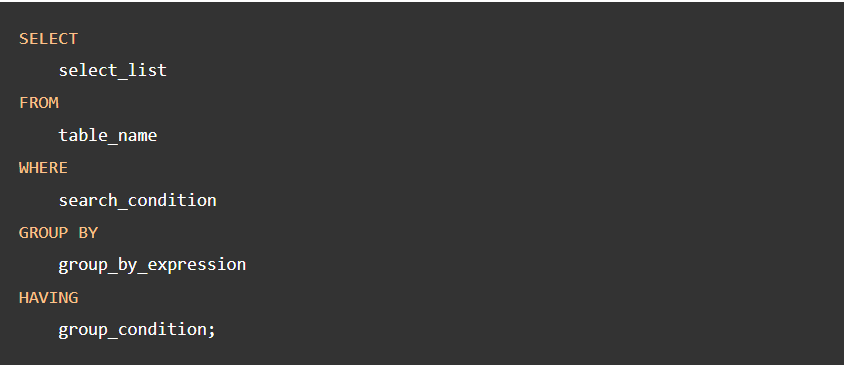 SELECT
    select_list
FROM
    table_name
WHERE
    search_condition
GROUP BY
    group_by_expression
HAVING
    group_condition;